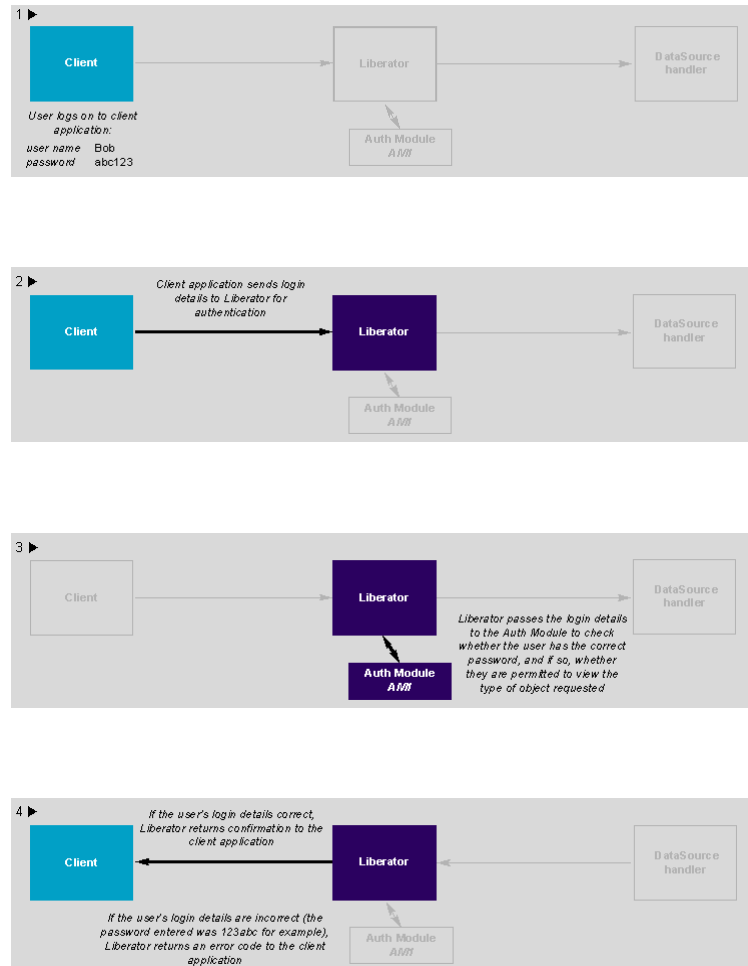 1
Client
Liberator
DataSource
handler
Auth Module
User logs on to client
application:
user name Bob
password abc123
2
Client application sends login
details to Liberator for
authentication
Client
Liberator
DataSource
handler
Auth Module
3
Client
Liberator
DataSource
handler
Liberator passes the login details
to the Auth Module to check
whether the user has the correct
password, and if so, whether
they are permitted to view the
type of object requested
Auth Module
4
If the user's login details correct,
Liberator returns confirmation to the
client application
Client
Liberator
DataSource
handler
If the user's login details are incorrect (the
password entered was 123abc for example),
Liberator returns an error code to the client
application
Auth Module